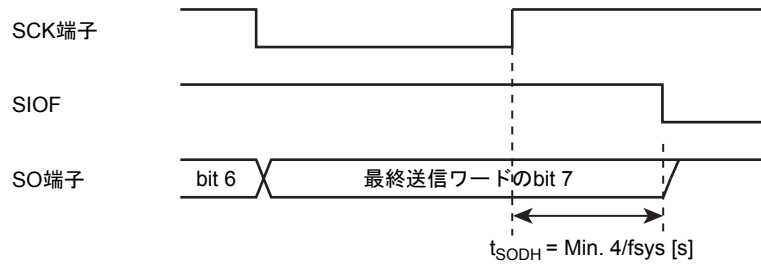 SCK端子
SIOF
SO端子
bit 6
最終送信ワードのbit 7
tSODH = Min. 4/fsys [s]